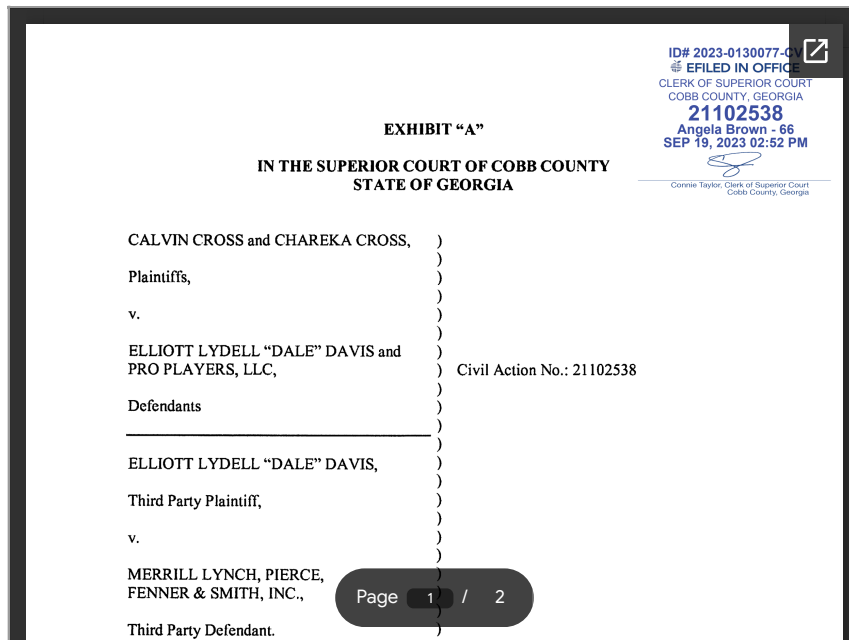 ID# 2023-0130077-CV
EFILED IN OFFICE
CLERK OF SUPERIOR COURT
COBB COUNTY, GEORGIA
21102538
Angela Brown - 66
SEP 19, 2023 02:52 PM
Connie Taylor, Clerk of Superior Court
Cobb County, Georgia
EXHIBIT “A”
IN THE SUPERIOR COURT OF COBB COUNTY
STATE OF GEORGIA
CALVIN CROSS and CHAREKA CROSS, )
)
Plaintiffs, )
)
v. )
)
ELLIOTT LYDELL “DALE” DAVIS and )
PRO PLAYERS, LLC, ) Civil Action No.: 21102538
)
Defendants )
)
)
ELLIOTT LYDELL “DALE” DAVIS, )
)
Third Party Plaintiff, )
)
v. )
)
MERRILL LYNCH, PIERCE, )
FENNER & SMITH, INC., )
)
Third Party Defendant. )
Page 1 / 2